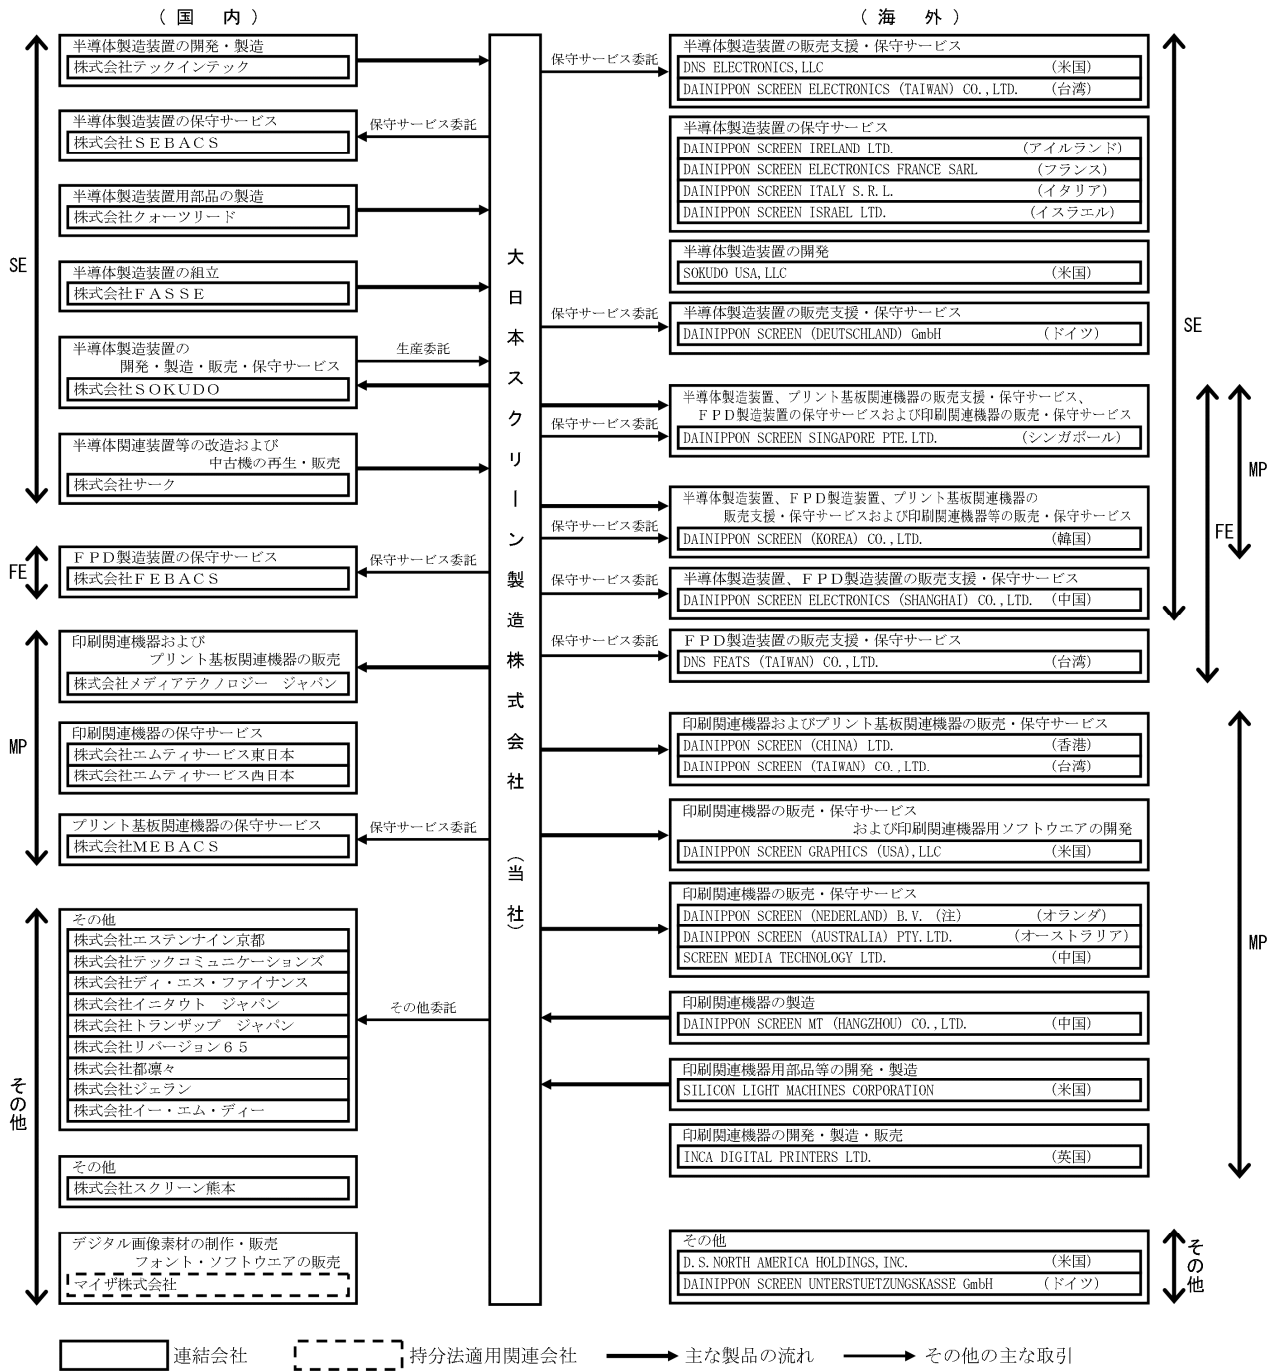 (国　内)
SE
半導体製造装置の開発・製造
株式会社テックインテック
半導体製造装置の保守サービス
株式会社ＳＥＢＡＣＳ
保守サービス委託
半導体製造装置用部品の製造
株式会社クォーツリード
半導体製造装置の組立
株式会社ＦＡＳＳＥ
半導体製造装置の
開発・製造・販売・保守サービス
株式会社ＳＯＫＵＤＯ
生産委託
半導体関連装置等の改造および
中古機の再生・販売
株式会社サーク
FE
ＦＰＤ製造装置の保守サービス
株式会社ＦＥＢＡＣＳ
保守サービス委託
MP
印刷関連機器および
プリント基板関連機器の販売
株式会社メディアテクノロジー　ジャパン
印刷関連機器の保守サービス
株式会社エムティサービス東日本
株式会社エムティサービス西日本
プリント基板関連機器の保守サービス
株式会社ＭＥＢＡＣＳ
保守サービス委託
その他
その他
株式会社エステンナイン京都
株式会社テックコミュニケーションズ
株式会社ディ・エス・ファイナンス
株式会社イニタウト　ジャパン
株式会社トランザップ　ジャパン
株式会社リバージョン６５
株式会社都凛々
株式会社ジェラン
株式会社イー・エム・ディー
その他委託
その他
株式会社スクリーン熊本
デジタル画像素材の制作・販売
フォント・ソフトウエアの販売
マイザ株式会社
大日本スクリーン製造株式会社　(当社)
(海　外)
保守サービス委託
半導体製造装置の販売支援・保守サービス
DNS ELECTRONICS,LLC (米国)
DAINIPPON SCREEN ELECTRONICS (TAIWAN) CO.,LTD. (台湾)
半導体製造装置の保守サービス
DAINIPPON SCREEN IRELAND LTD. (アイルランド)
DAINIPPON SCREEN ELECTRONICS FRANCE SARL (フランス)
DAINIPPON SCREEN ITALY S.R.L. (イタリア)
DAINIPPON SCREEN ISRAEL LTD. (イスラエル)
半導体製造装置の開発
SOKUDO USA,LLC (米国)
保守サービス委託
半導体製造装置の販売支援・保守サービス
DAINIPPON SCREEN (DEUTSCHLAND) GmbH (ドイツ)
SE
半導体製造装置、プリント基板関連機器の販売支援・保守サービス、
ＦＰＤ製造装置の保守サービスおよび印刷関連機器の販売・保守サービス
保守サービス委託
DAINIPPON SCREEN SINGAPORE PTE.LTD. (シンガポール)
MP
半導体製造装置、ＦＰＤ製造装置、プリント基板関連機器の
販売支援・保守サービスおよび印刷関連機器等の販売・保守サービス
保守サービス委託
DAINIPPON SCREEN (KOREA) CO.,LTD. (韓国)
FE
保守サービス委託
半導体製造装置、ＦＰＤ製造装置の販売支援・保守サービス
DAINIPPON SCREEN ELECTRONICS (SHANGHAI) CO.,LTD. (中国)
保守サービス委託
ＦＰＤ製造装置の販売支援・保守サービス
DNS FEATS (TAIWAN) CO.,LTD. (台湾)
印刷関連機器およびプリント基板関連機器の販売・保守サービス
DAINIPPON SCREEN (CHINA) LTD. (香港)
DAINIPPON SCREEN (TAIWAN) CO.,LTD. (台湾)
印刷関連機器の販売・保守サービス
および印刷関連機器用ソフトウエアの開発
DAINIPPON SCREEN GRAPHICS (USA),LLC (米国)
印刷関連機器の販売・保守サービス
DAINIPPON SCREEN (NEDERLAND) B.V. (注) (オランダ)
DAINIPPON SCREEN (AUSTRALIA) PTY.LTD. (オーストラリア)
SCREEN MEDIA TECHNOLOGY LTD. (中国)
MP
印刷関連機器の製造
DAINIPPON SCREEN MT (HANGZHOU) CO.,LTD. (中国)
印刷関連機器用部品等の開発・製造
SILICON LIGHT MACHINES CORPORATION (米国)
印刷関連機器の開発・製造・販売
INCA DIGITAL PRINTERS LTD. (英国)
その他
D.S.NORTH AMERICA HOLDINGS,INC. (米国)
DAINIPPON SCREEN UNTERSTUETZUNGSKASSE GmbH (ドイツ)
その他
連結会社　持分法適用関連会社　主な製品の流れ　その他の主な取引